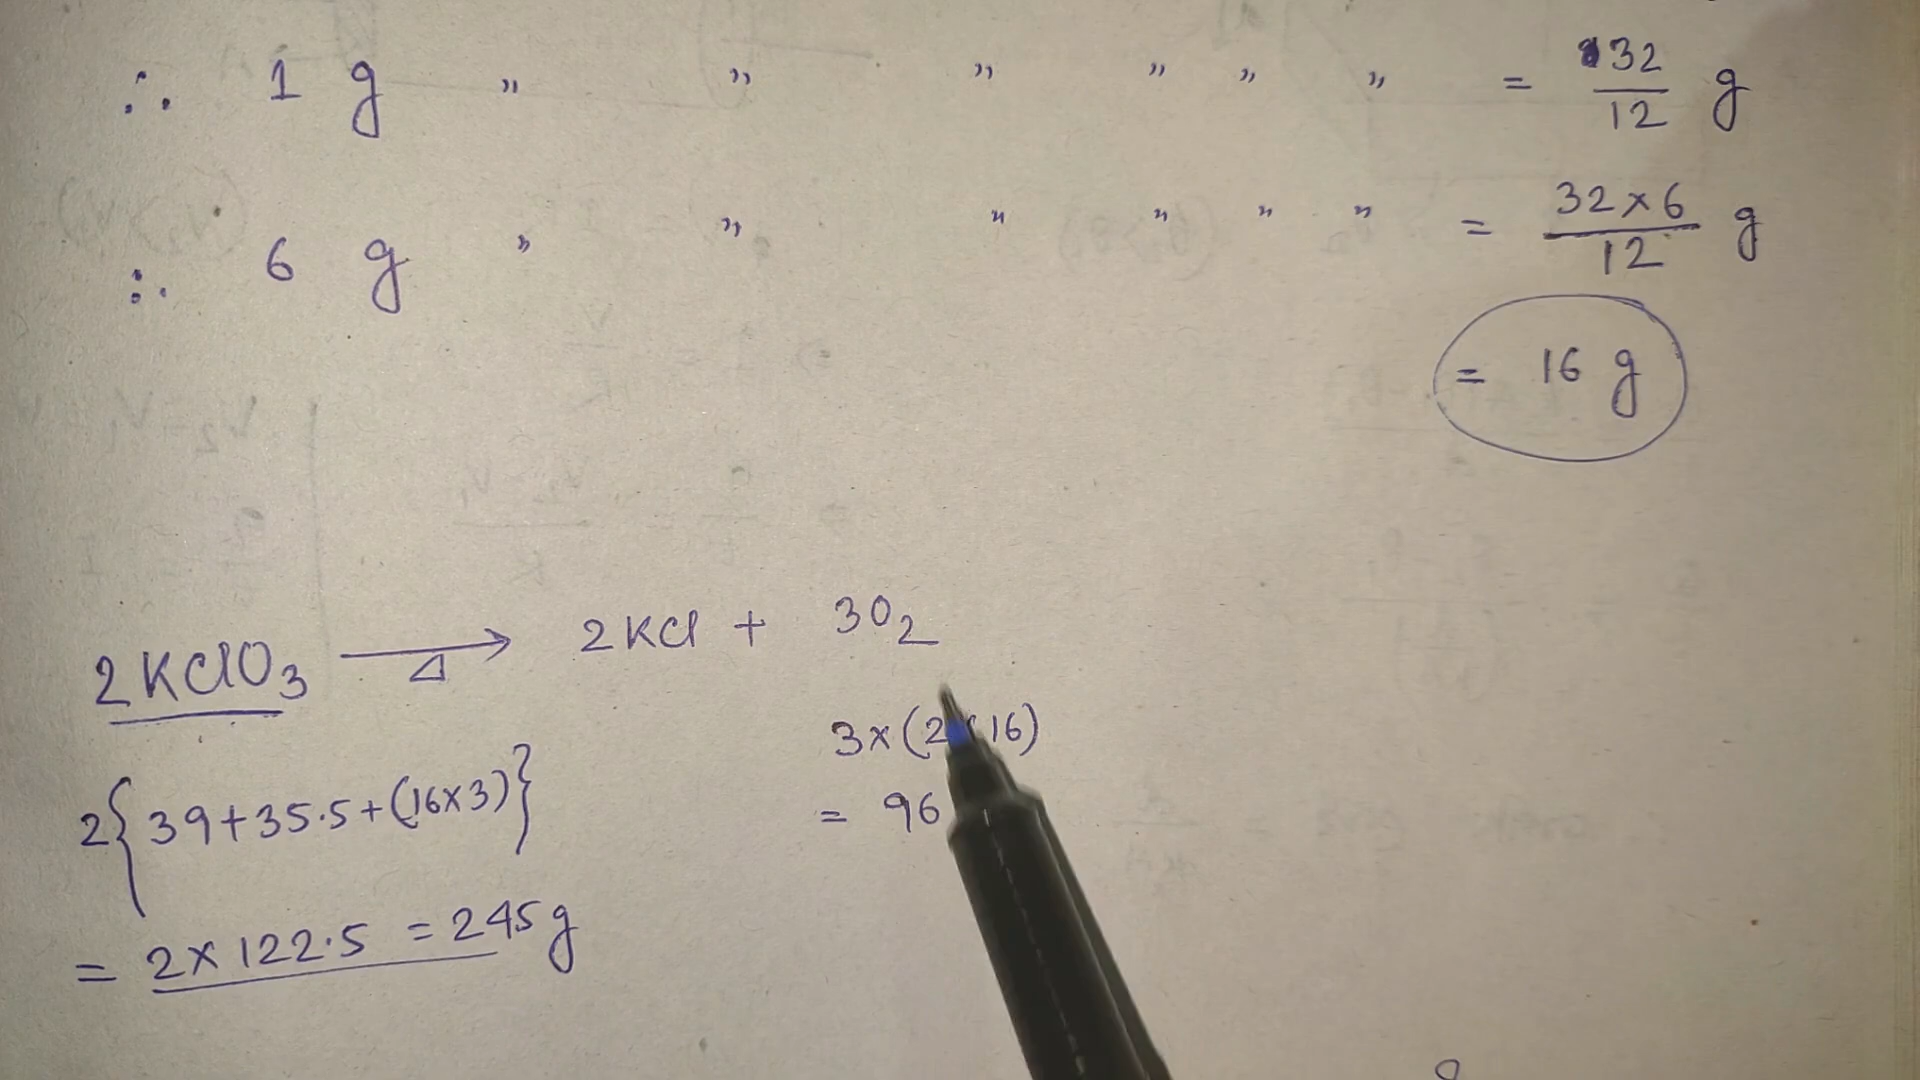 ∴ 1 g " " " " " " = 32/12 g
∴ 6 g " " " " " " = 32×6/12 g
= 16 g
2KClO₃ →Δ 2KCl + 3O₂
2{39+35.5+(16×3)} 3×(2×16)
= 96
= 2×122.5 = 245g